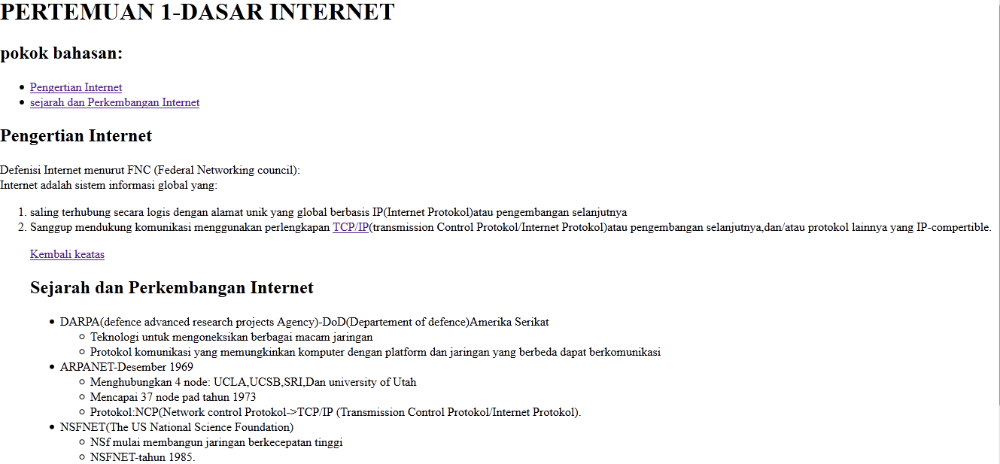 PERTEMUAN 1-DASAR INTERNET
pokok bahasan:
Pengertian Internet
sejarah dan Perkembangan Internet
Pengertian Internet
Defenisi Internet menurut FNC (Federal Networking council):
Internet adalah sistem informasi global yang:
1. saling terhubung secara logis dengan alamat unik yang global berbasis IP(Internet Protokol)atau pengembangan selanjutnya
2. Sanggup mendukung komunikasi menggunakan perlengkapan TCP/IP(transmission Control Protokol/Internet Protokol)atau pengembangan selanjutnya,dan/atau protokol lainnya yang IP-compertible.
Kembali keatas
Sejarah dan Perkembangan Internet
DARPA(defence advanced research projects Agency)-DoD(Departement of defence)Amerika Serikat
Teknologi untuk mengoneksikan berbagai macam jaringan
Protokol komunikasi yang memungkinkan komputer dengan platform dan jaringan yang berbeda dapat berkomunikasi
ARPANET-Desember 1969
Menghubungkan 4 node: UCLA,UCSB,SRI,Dan university of Utah
Mencapai 37 node pad tahun 1973
Protokol:NCP(Network control Protokol->TCP/IP (Transmission Control Protokol/Internet Protokol).
NSFNET(The US National Science Foundation)
NSf mulai membangun jaringan berkecepatan tinggi
NSFNET-tahun 1985.